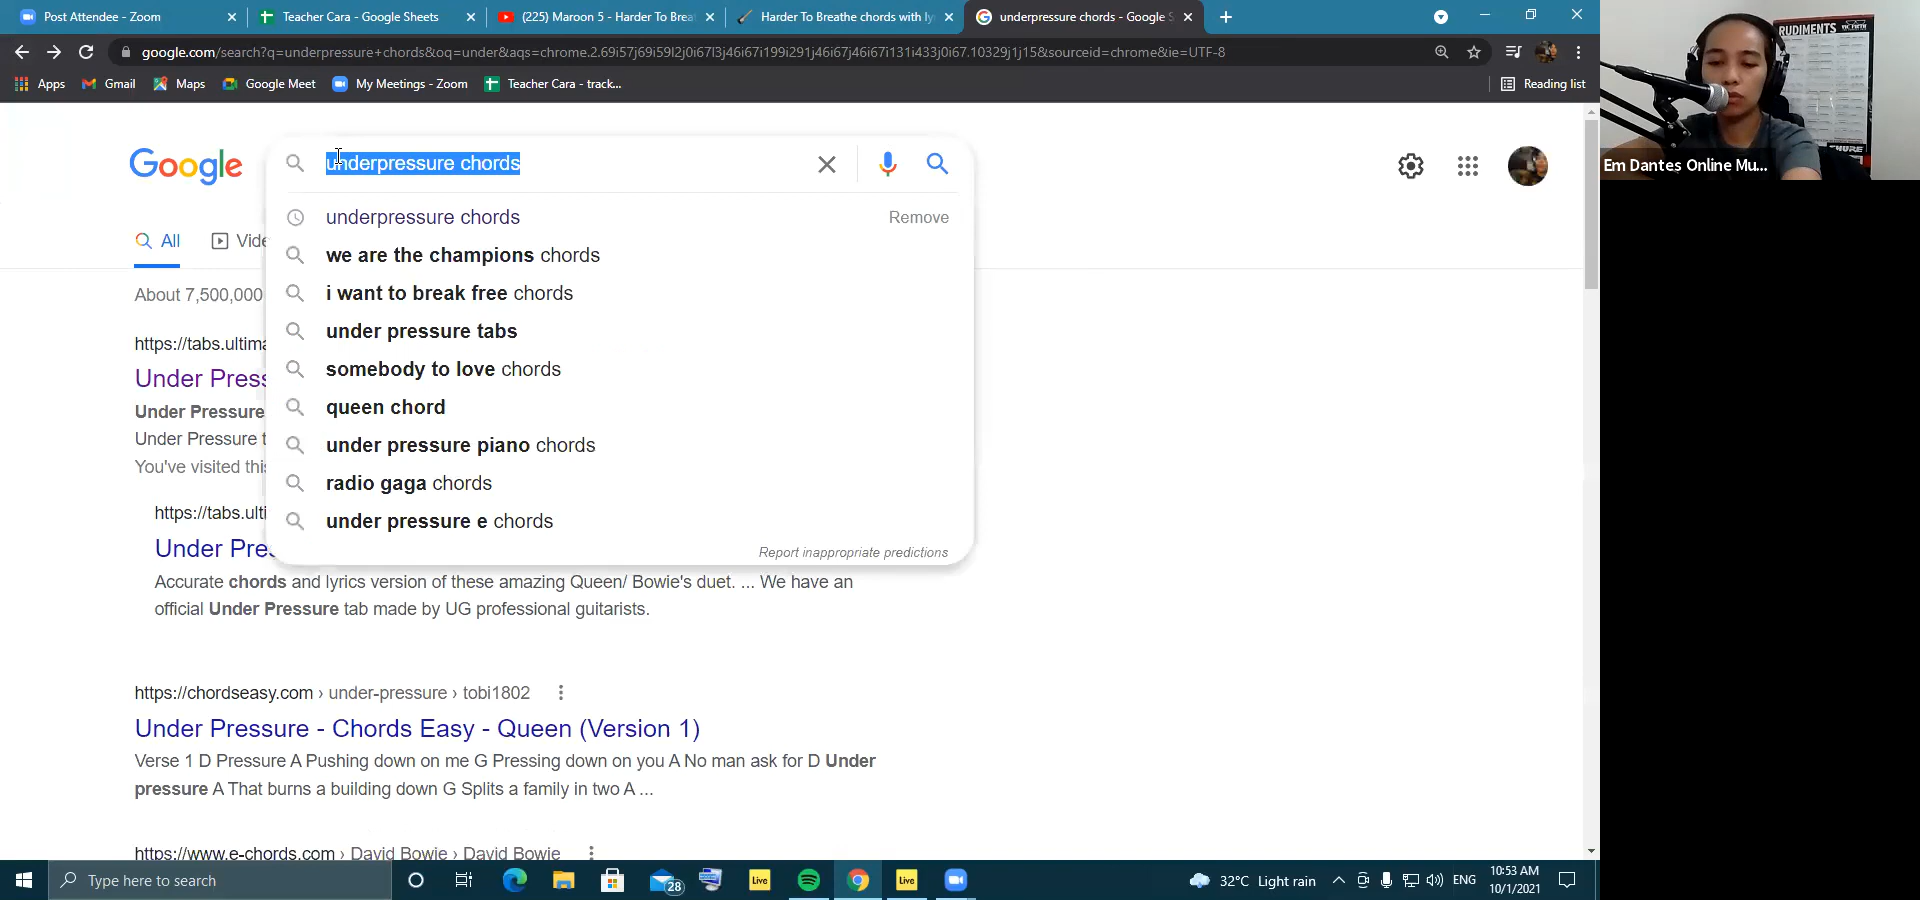 Post Attendee - Zoom
Teacher Cara - Google Sheets
(225) Maroon 5 - Harder To Brea
Harder To Breathe chords with ly
underpressure chords - Google S
google.com/search?q=underpressure+chords&oq=under&aqs=chrome.2.69i57j69i59l2j0i67l3j46i67i199i291j46i67j46i67i131i433j0i67.10329j1j15&sourceid=chrome&ie=UTF-8
Apps
Gmail
Maps
Google Meet
My Meetings - Zoom
Teacher Cara - track...
Reading list
Google
underpressure chords
underpressure chords
Remove
we are the champions chords
i want to break free chords
under pressure tabs
somebody to love chords
queen chord
under pressure piano chords
radio gaga chords
under pressure e chords
Report inappropriate predictions
All
Vide
About 7,500,000
https://tabs.ultima
Under Press
Under Pressure
Under Pressure t
You've visited this
https://tabs.ulti
Under Pres
Accurate chords and lyrics version of these amazing Queen/ Bowie's duet. ... We have an
official Under Pressure tab made by UG professional guitarists.
https://chordseasy.com › under-pressure › tobi1802
Under Pressure - Chords Easy - Queen (Version 1)
Verse 1 D Pressure A Pushing down on me G Pressing down on you A No man ask for D Under
pressure A That burns a building down G Splits a family in two A ...
https://www.e-chords.com › David Bowie › David Bowie
RUDIMENTS
Em Dantes Online Mu...
Type here to search
28
Live
Live
32°C Light rain
ENG
10:53 AM
10/1/2021